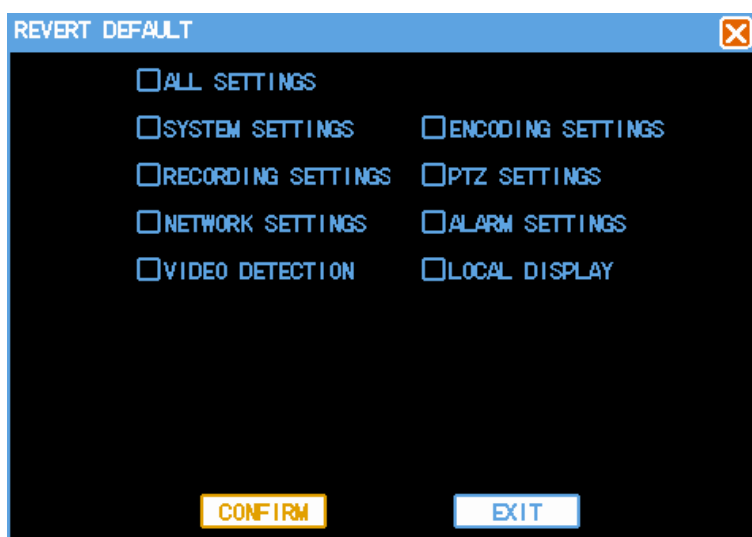 REVERT DEFAULT
ALL SETTINGS
SYSTEM SETTINGS ENCODING SETTINGS
RECORDING SETTINGS PTZ SETTINGS
NETWORK SETTINGS ALARM SETTINGS
VIDEO DETECTION LOCAL DISPLAY
CONFIRM EXIT